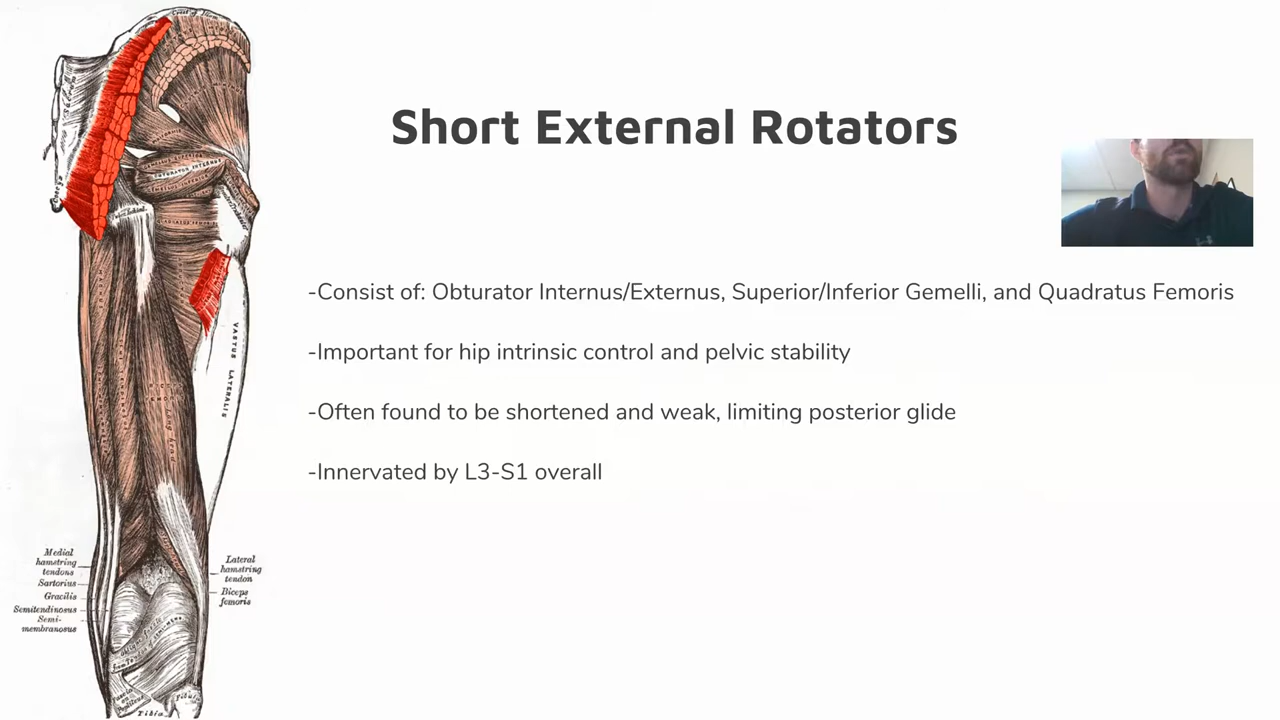 Short External Rotators
-Consist of: Obturator Internus/Externus, Superior/Inferior Gemelli, and Quadratus Femoris
-Important for hip intrinsic control and pelvic stability
-Often found to be shortened and weak, limiting posterior glide
-Innervated by L3-S1 overall
OBTURATOR INTERNUS
VASTUS LATERALIS
Medial
hamstring
tendons
Sartorius
Gracilis
Semitendinosus
Semi-
membranosus
Lateral
hamstring
tendon
Biceps
femoris
Tibia